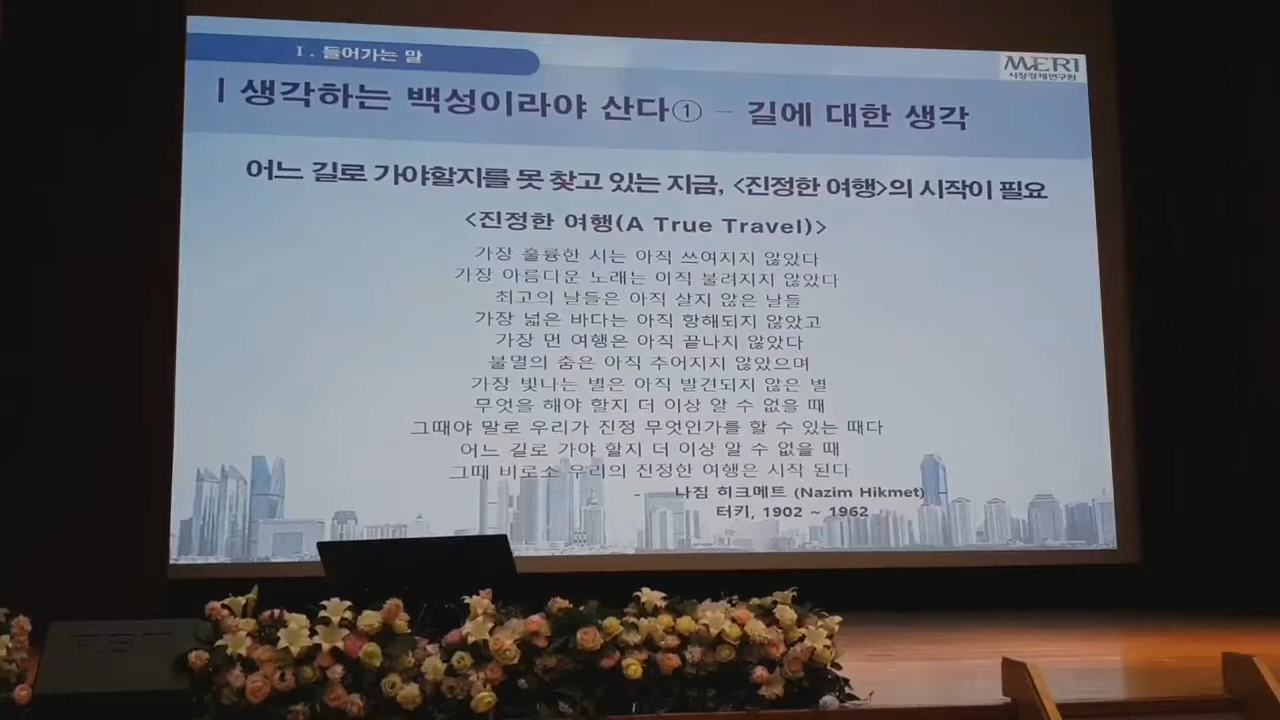 Ⅰ. 들어가는 말
MERI
시장경제연구원
| 생각하는 백성이라야 산다① – 길에 대한 생각
어느 길로 가야할지를 못 찾고 있는 지금, <진정한 여행>의 시작이 필요
<진정한 여행(A True Travel)>
가장 훌륭한 시는 아직 쓰여지지 않았다
가장 아름다운 노래는 아직 불려지지 않았다
최고의 날들은 아직 살지 않은 날들
가장 넓은 바다는 아직 항해되지 않았고
가장 먼 여행은 아직 끝나지 않았다
불멸의 춤은 아직 추어지지 않았으며
가장 빛나는 별은 아직 발견되지 않은 별
무엇을 해야 할지 더 이상 알 수 없을 때
그때야 말로 우리가 진정 무엇인가를 할 수 있는 때다
어느 길로 가야 할지 더 이상 알 수 없을 때
그때 비로소 우리의 진정한 여행은 시작 된다
- 나짐 히크메트 (Nazim Hikmet)
터키, 1902 ~ 1962